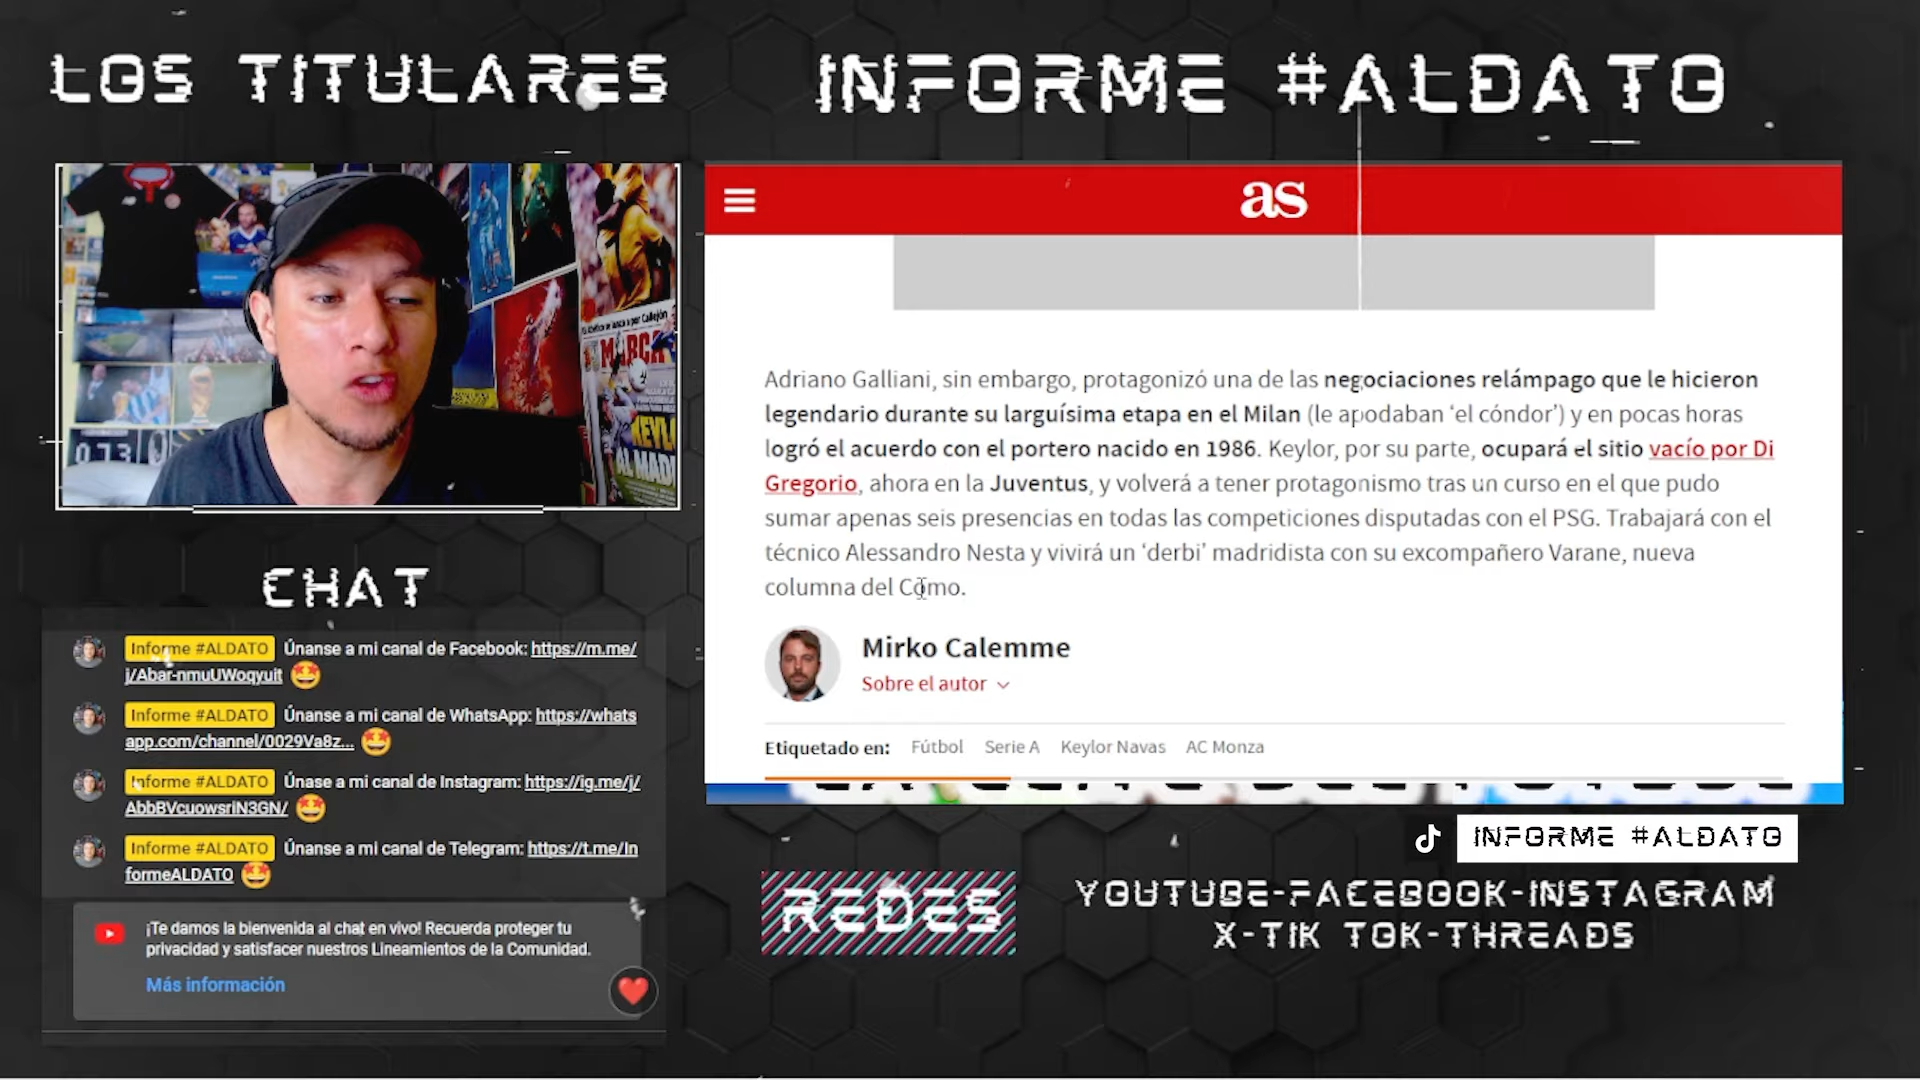 LOS TITULARES
INFORME #ALDATO
as
Adriano Galliani, sin embargo, protagonizó una de las negociaciones relámpago que le hicieron
legendario durante su larguísima etapa en el Milan (le apodaban ‘el cóndor’) y en pocas horas
logró el acuerdo con el portero nacido en 1986. Keylor, por su parte, ocupará el sitio vacío por Di
Gregorio, ahora en la Juventus, y volverá a tener protagonismo tras un curso en el que pudo
sumar apenas seis presencias en todas las competiciones disputadas con el PSG. Trabajará con el
técnico Alessandro Nesta y vivirá un ‘derbi’ madridista con su excompañero Varane, nueva
columna del Como.
Mirko Calemme
Sobre el autor
Etiquetado en: Fútbol Serie A Keylor Navas AC Monza
MARCA
AL MAD
CHAT
Informe #ALDATO Únanse a mi canal de Facebook: https://m.me/
j/Abar-nmuUWoqyuit
Informe #ALDATO Únanse a mi canal de WhatsApp: https://whats
app.com/channel/0029Va8z...
Informe #ALDATO Únase a mi canal de Instagram: https://ig.me/j/
AbbBVcuowsriN3GN/
Informe #ALDATO Únanse a mi canal de Telegram: https://t.me/In
formeALDATO
¡Te damos la bienvenida al chat en vivo! Recuerda proteger tu
privacidad y satisfacer nuestros Lineamientos de la Comunidad.
Más información
INFORME #ALDATO
REDES
YOUTUBE-FACEBOOK-INSTAGRAM
X-TIK TOK-THREADS